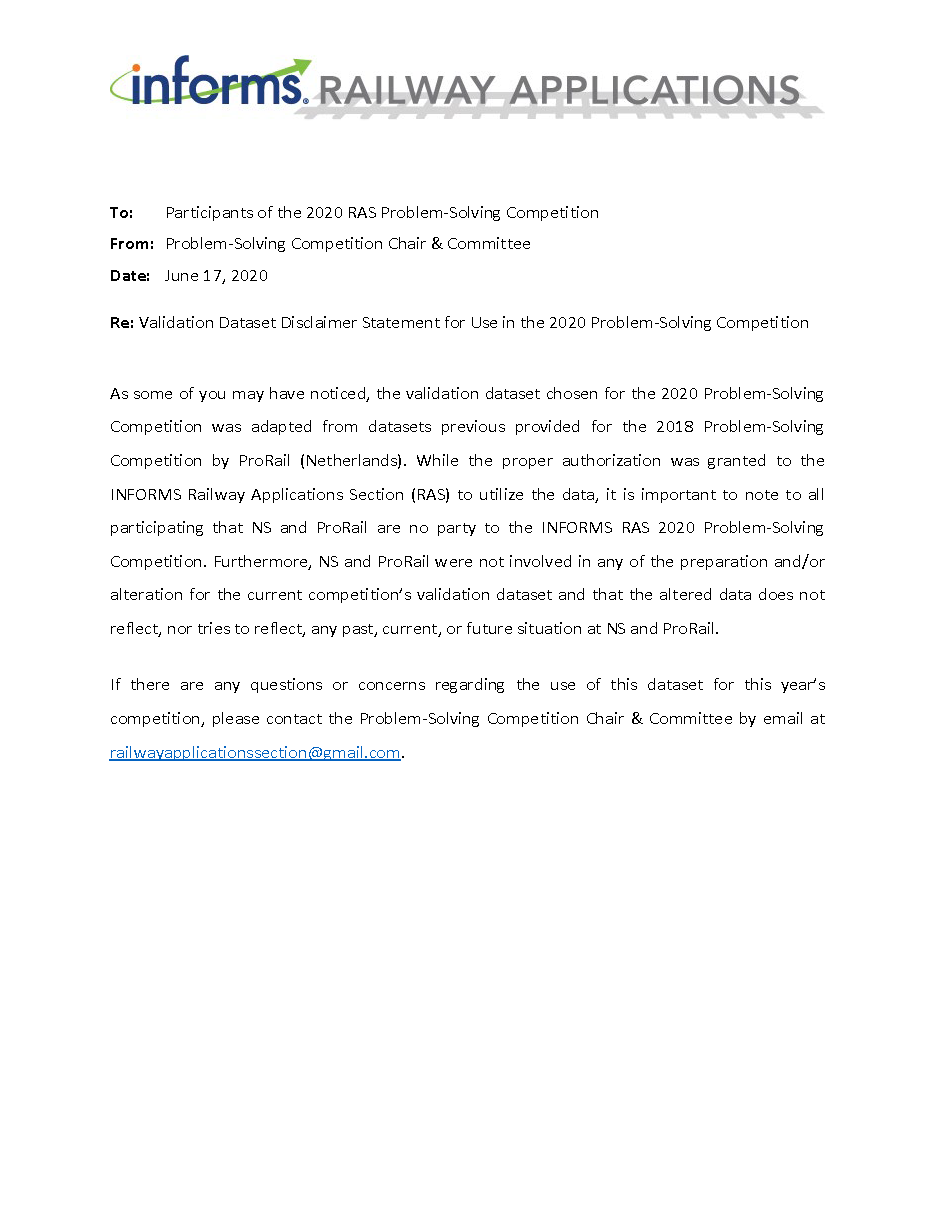 informs® RAILWAY APPLICATIONS
To: Participants of the 2020 RAS Problem-Solving Competition
From: Problem-Solving Competition Chair & Committee
Date: June 17, 2020
Re: Validation Dataset Disclaimer Statement for Use in the 2020 Problem-Solving Competition
As some of you may have noticed, the validation dataset chosen for the 2020 Problem-Solving
Competition was adapted from datasets previous provided for the 2018 Problem-Solving
Competition by ProRail (Netherlands). While the proper authorization was granted to the
INFORMS Railway Applications Section (RAS) to utilize the data, it is important to note to all
participating that NS and ProRail are no party to the INFORMS RAS 2020 Problem-Solving
Competition. Furthermore, NS and ProRail were not involved in any of the preparation and/or
alteration for the current competition’s validation dataset and that the altered data does not
reflect, nor tries to reflect, any past, current, or future situation at NS and ProRail.
If there are any questions or concerns regarding the use of this dataset for this year’s
competition, please contact the Problem-Solving Competition Chair & Committee by email at
railwayapplicationssection@gmail.com.